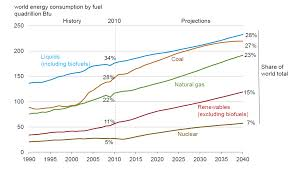 world energy consumption by fuel
quadrillion Btu
History 2010 Projections
350
300
250
200
150
100
50
0
1990 1995 2000 2005 2010 2015 2020 2025 2030 2035 2040
Liquids
(including biofuels)
34%
28%
22%
11%
5%
Coal
Natural gas
Renewables
(excluding biofuels)
Nuclear
28%
27%
23%
15%
7%
Share of
world total